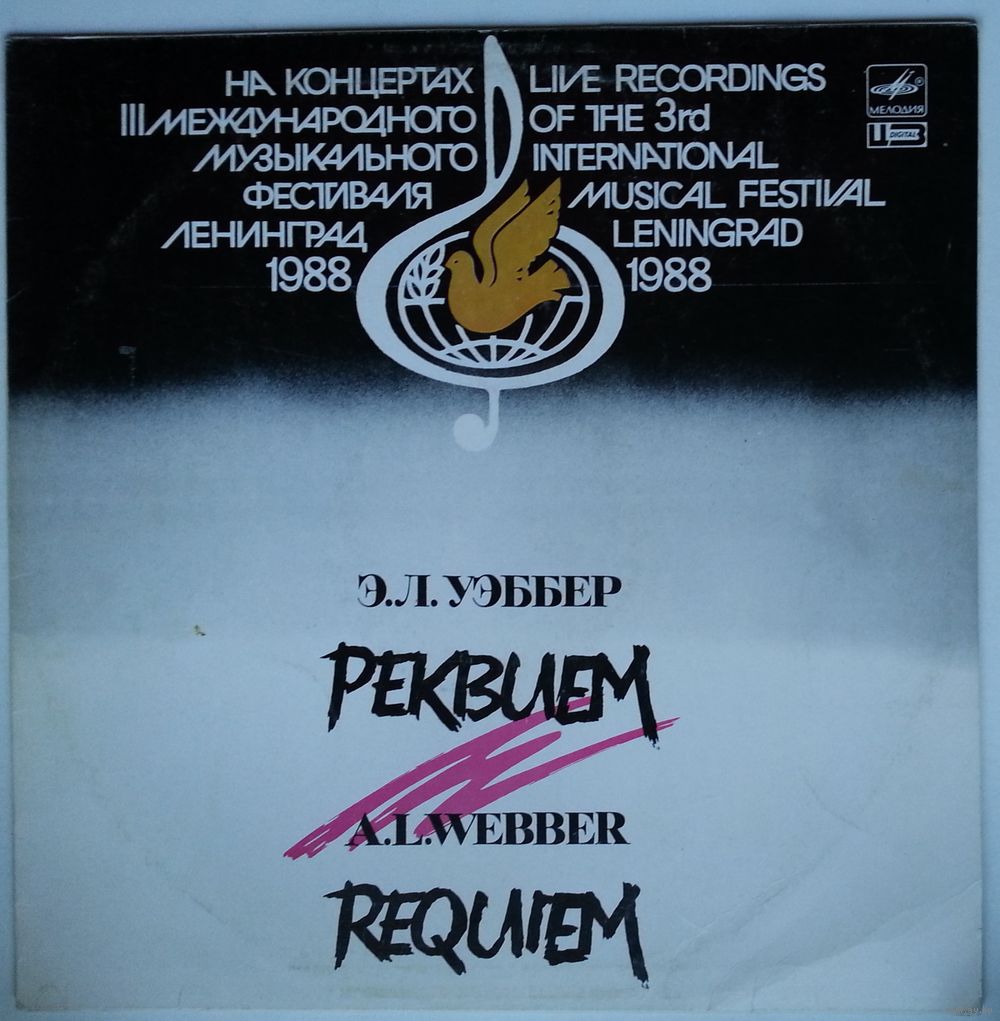 НА КОНЦЕРТАХ
III МЕЖДУНАРОДНОГО
МУЗЫКАЛЬНОГО
ФЕСТИВАЛЯ
ЛЕНИНГРАД
1988
LIVE RECORDINGS
OF THE 3rd
INTERNATIONAL
MUSICAL FESTIVAL
LENINGRAD
1988
МЕЛОДИЯ
DIGITAL
Э.Л. УЭББЕР
РЕКВИЕМ
A.L. WEBBER
REQUIEM